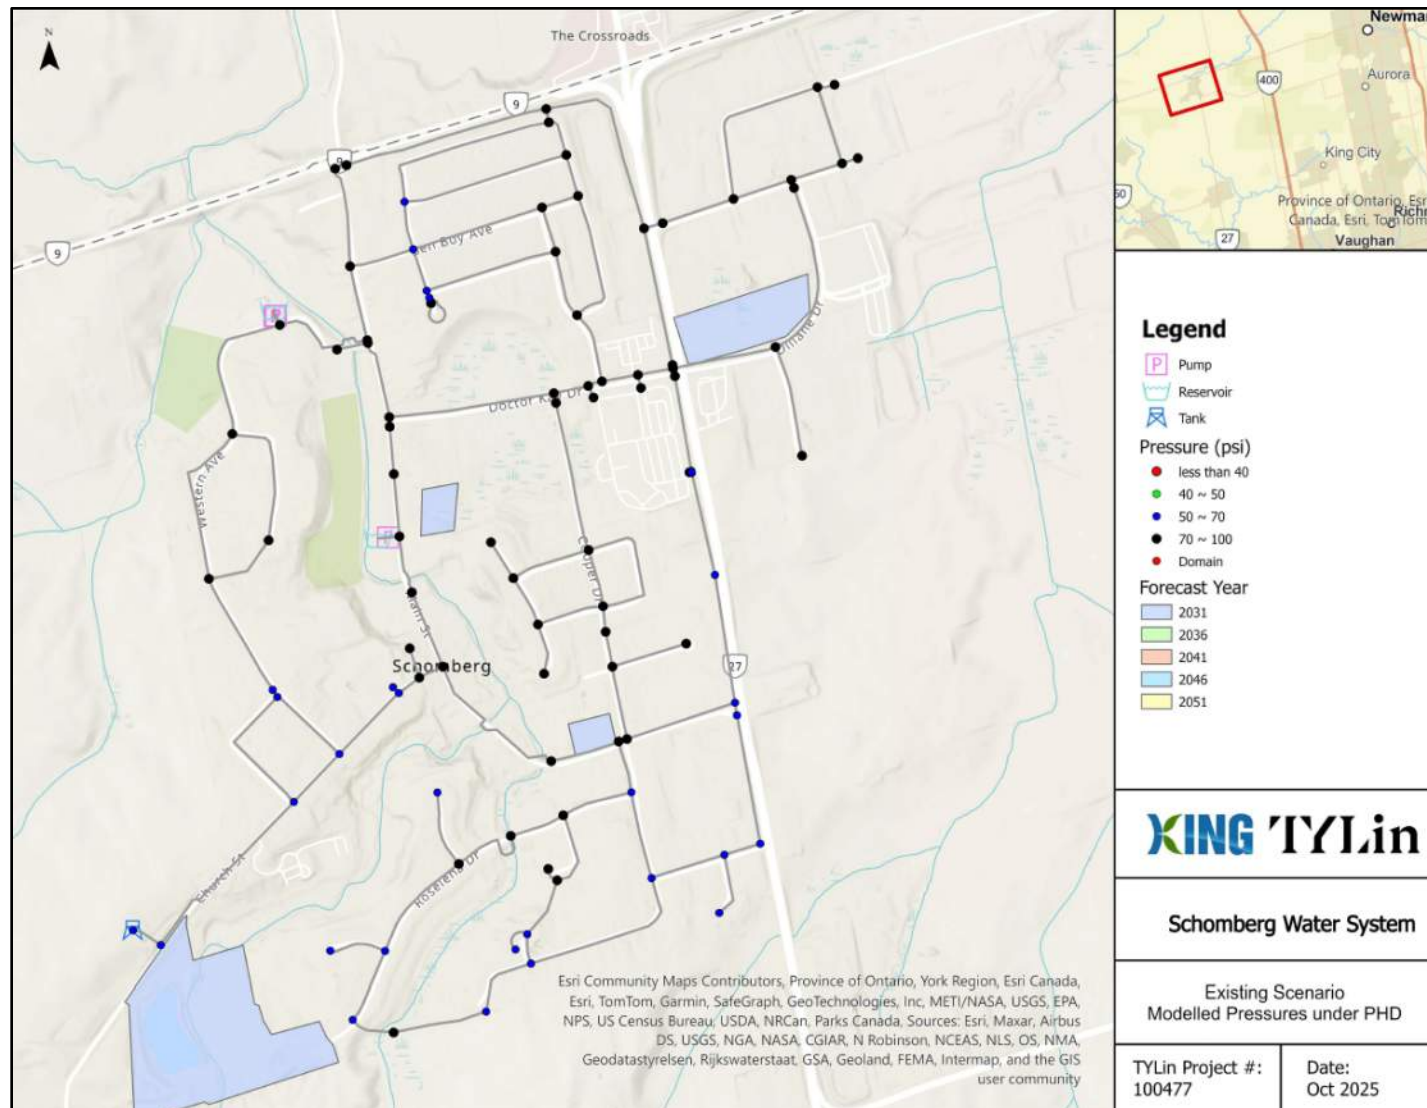 N
The Crossroads
9
9
9
Doctor Kay Dr
Western Ave
Cooper Dr
Main St
Schomberg
27
Church St
Roselena Dr
Esri Community Maps Contributors, Province of Ontario, York Region, Esri Canada,
Esri, TomTom, Garmin, SafeGraph, GeoTechnologies, Inc, METI/NASA, USGS, EPA,
NPS, US Census Bureau, USDA, NRCan, Parks Canada, Sources: Esri, Maxar, Airbus
DS, USGS, NGA, NASA, CGIAR, N Robinson, NCEAS, NLS, OS, NMA,
Geodatastyrelsen, Rijkswaterstaat, GSA, Geoland, FEMA, Intermap, and the GIS
user community
Newmar
400
Aurora
King City
50
Province of Ontario, Esri
Canada, Esri, TomTom
27
Vaughan
Legend
P Pump
Reservoir
Tank
Pressure (psi)
less than 40
40 ~ 50
50 ~ 70
70 ~ 100
Domain
Forecast Year
2031
2036
2041
2046
2051
KING TYLin
Schomberg Water System
Existing Scenario
Modelled Pressures under PHD
TYLin Project #:
100477
Date:
Oct 2025